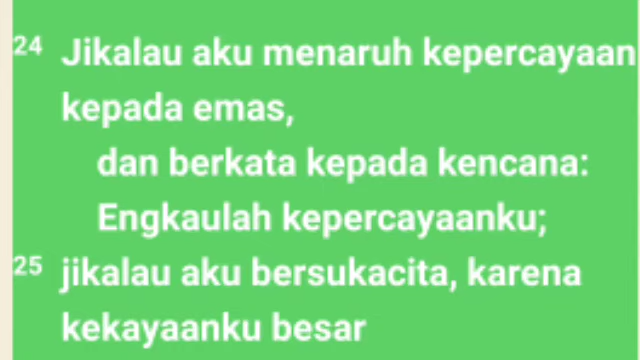 24 Jikalau aku menaruh kepercayaan
kepada emas,
dan berkata kepada kencana:
Engkaulah kepercayaanku;
25 jikalau aku bersukacita, karena
kekayaanku besar